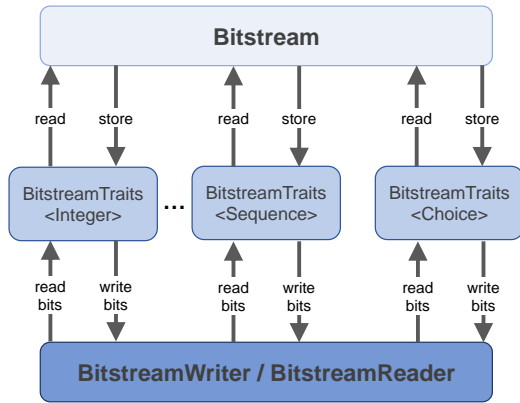 Bitstream
read store read store read store
BitstreamTraits
<Integer>
...
BitstreamTraits
<Sequence>
BitstreamTraits
<Choice>
read bits write bits read bits write bits read bits write bits
BitstreamWriter / BitstreamReader